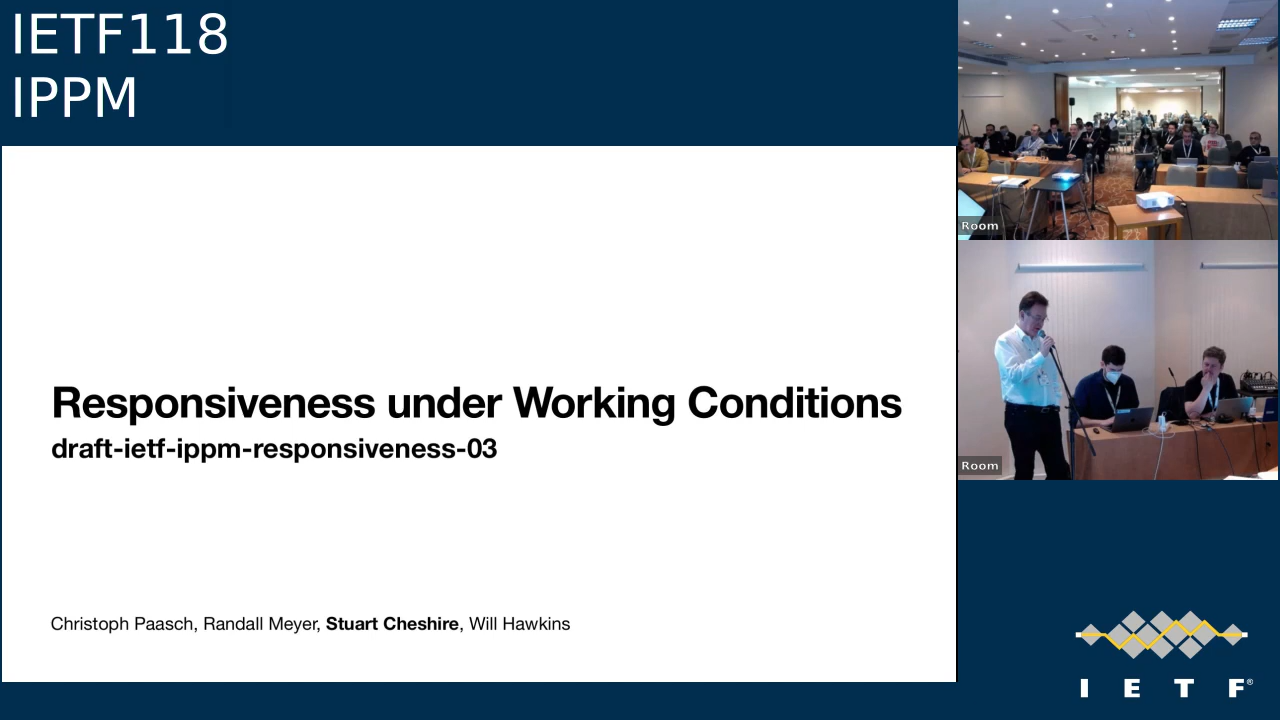 IETF118
IPPM
Room
Responsiveness under Working Conditions
draft-ietf-ippm-responsiveness-03
Room
Christoph Paasch, Randall Meyer, Stuart Cheshire, Will Hawkins
I E T F®